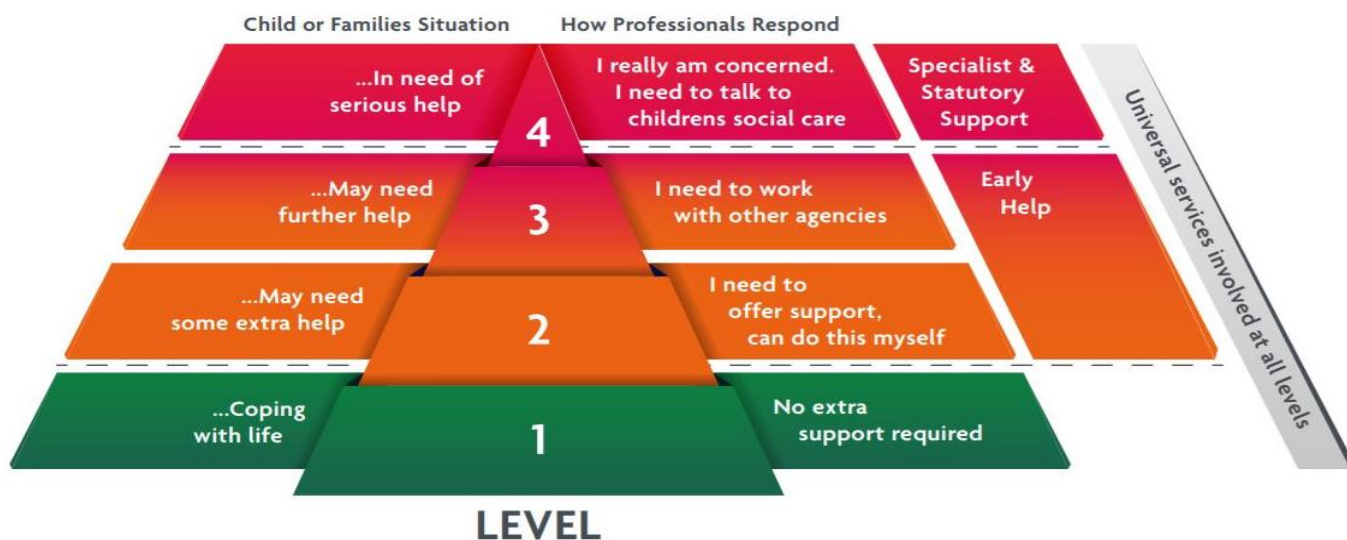 Child or Families Situation
How Professionals Respond
...In need of
serious help
4
I really am concerned.
I need to talk to
childrens social care
Specialist &
Statutory
Support
...May need
further help
3
I need to work
with other agencies
Early
Help
...May need
some extra help
2
I need to
offer support,
can do this myself
...Coping
with life
1
No extra
support required
Universal services involved at all levels
LEVEL